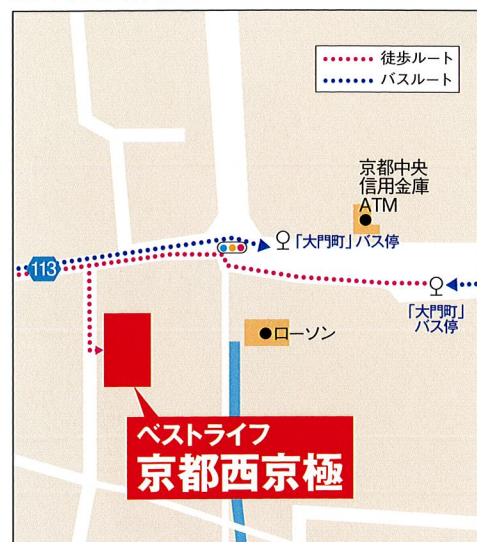 徒歩ルート
バスルート
京都中央
信用金庫
ATM
「大門町」バス停
113
「大門町」
バス停
ローソン
ベストライフ
京都西京極